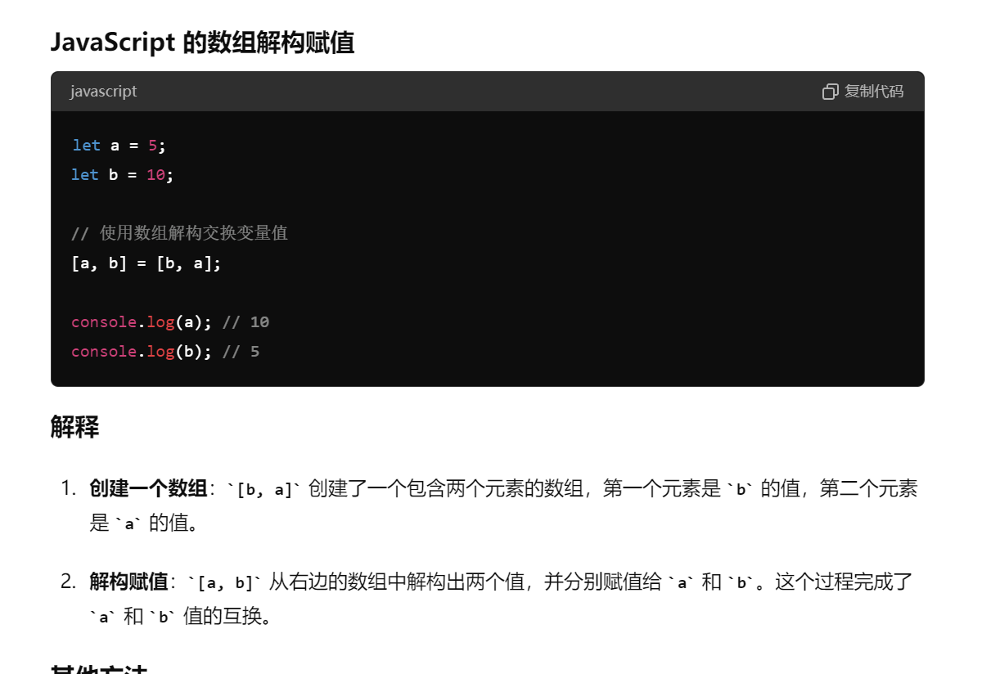 JavaScript 的数组解构赋值
javascript
复制代码
let a = 5;
let b = 10;
// 使用数组解构交换变量值
[a, b] = [b, a];
console.log(a); // 10
console.log(b); // 5
解释
1. 创建一个数组：`[b, a]` 创建了一个包含两个元素的数组，第一个元素是 `b` 的值，第二个元素
是 `a` 的值。
2. 解构赋值：`[a, b]` 从右边的数组中解构出两个值，并分别赋值给 `a` 和 `b`。这个过程完成了
`a` 和 `b` 值的互换。
其他方法